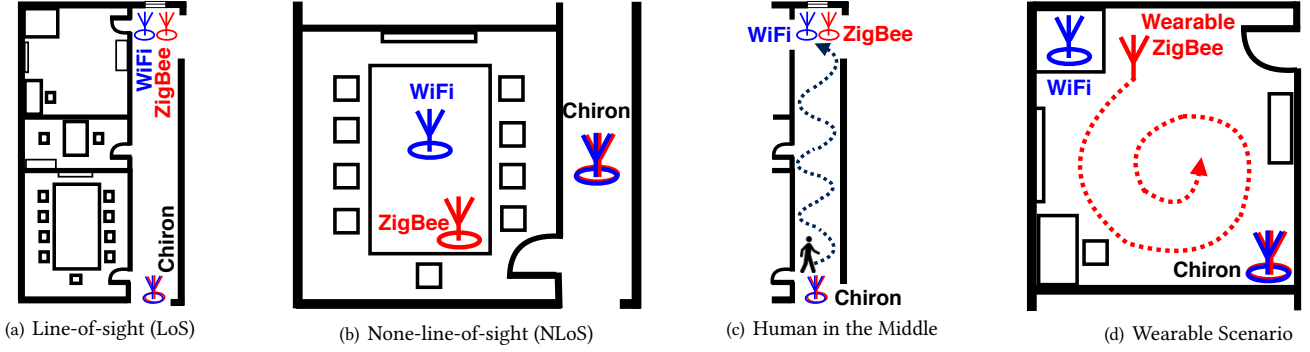 WiFi
ZigBee
Chiron
(a) Line-of-sight (LoS)
WiFi
ZigBee
Chiron
(b) None-line-of-sight (NLoS)
WiFi
ZigBee
Chiron
(c) Human in the Middle
Wearable
ZigBee
WiFi
Chiron
(d) Wearable Scenario